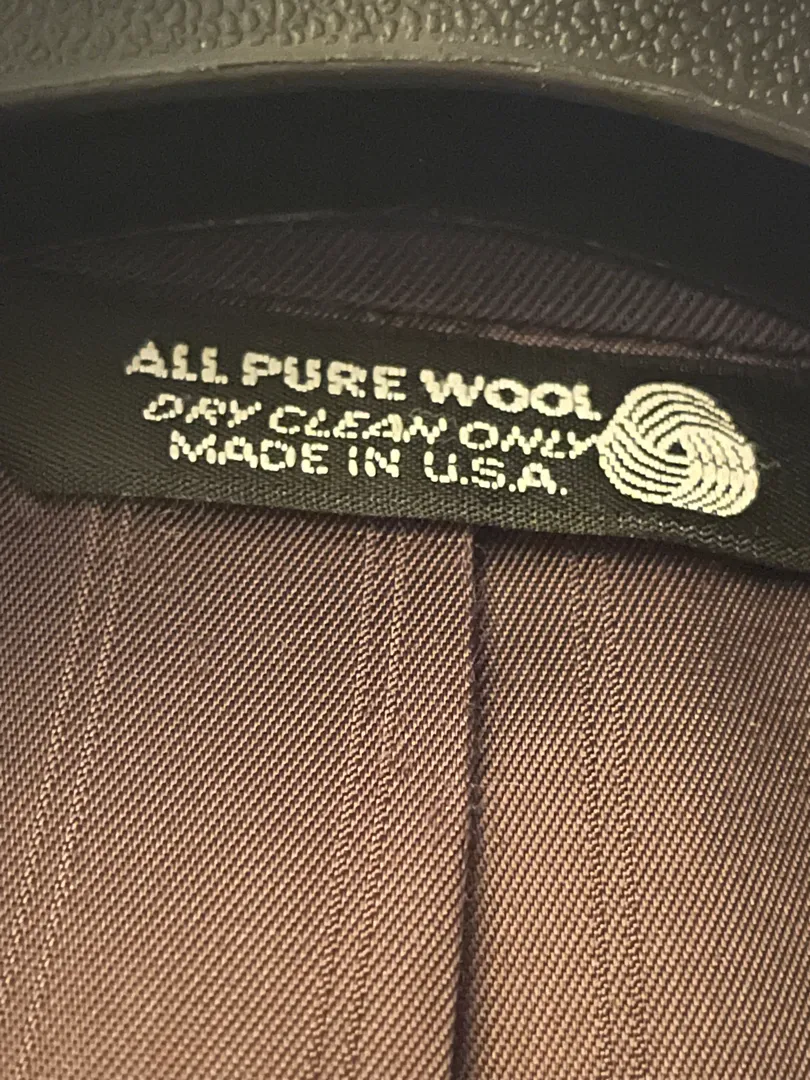 ALL PURE WOOL
DRY CLEAN ONLY
MADE IN U.S.A.